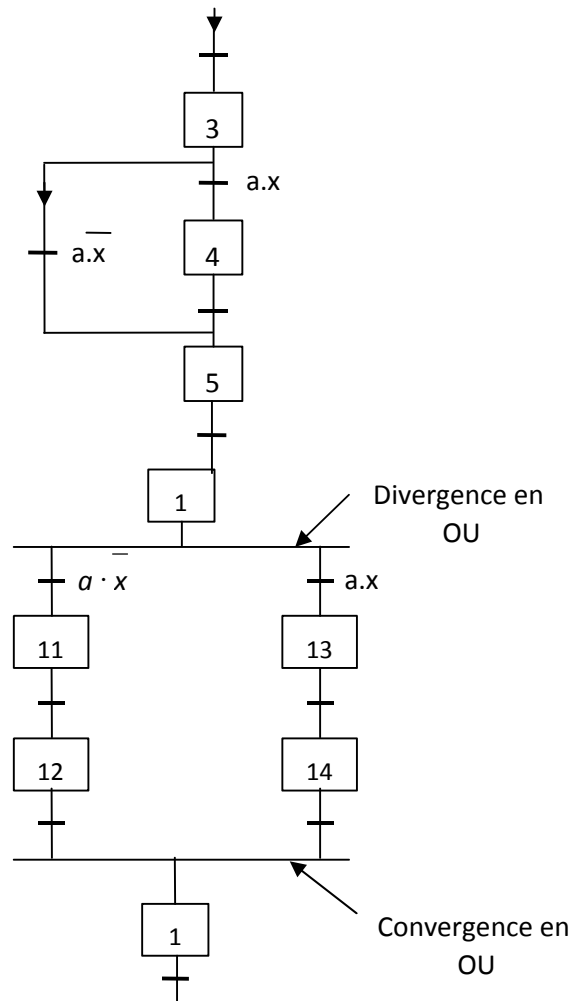 3
a.x
a.x̅
4
5
1
Divergence en
OU
a · x̅
a.x
11
13
12
14
1
Convergence en
OU